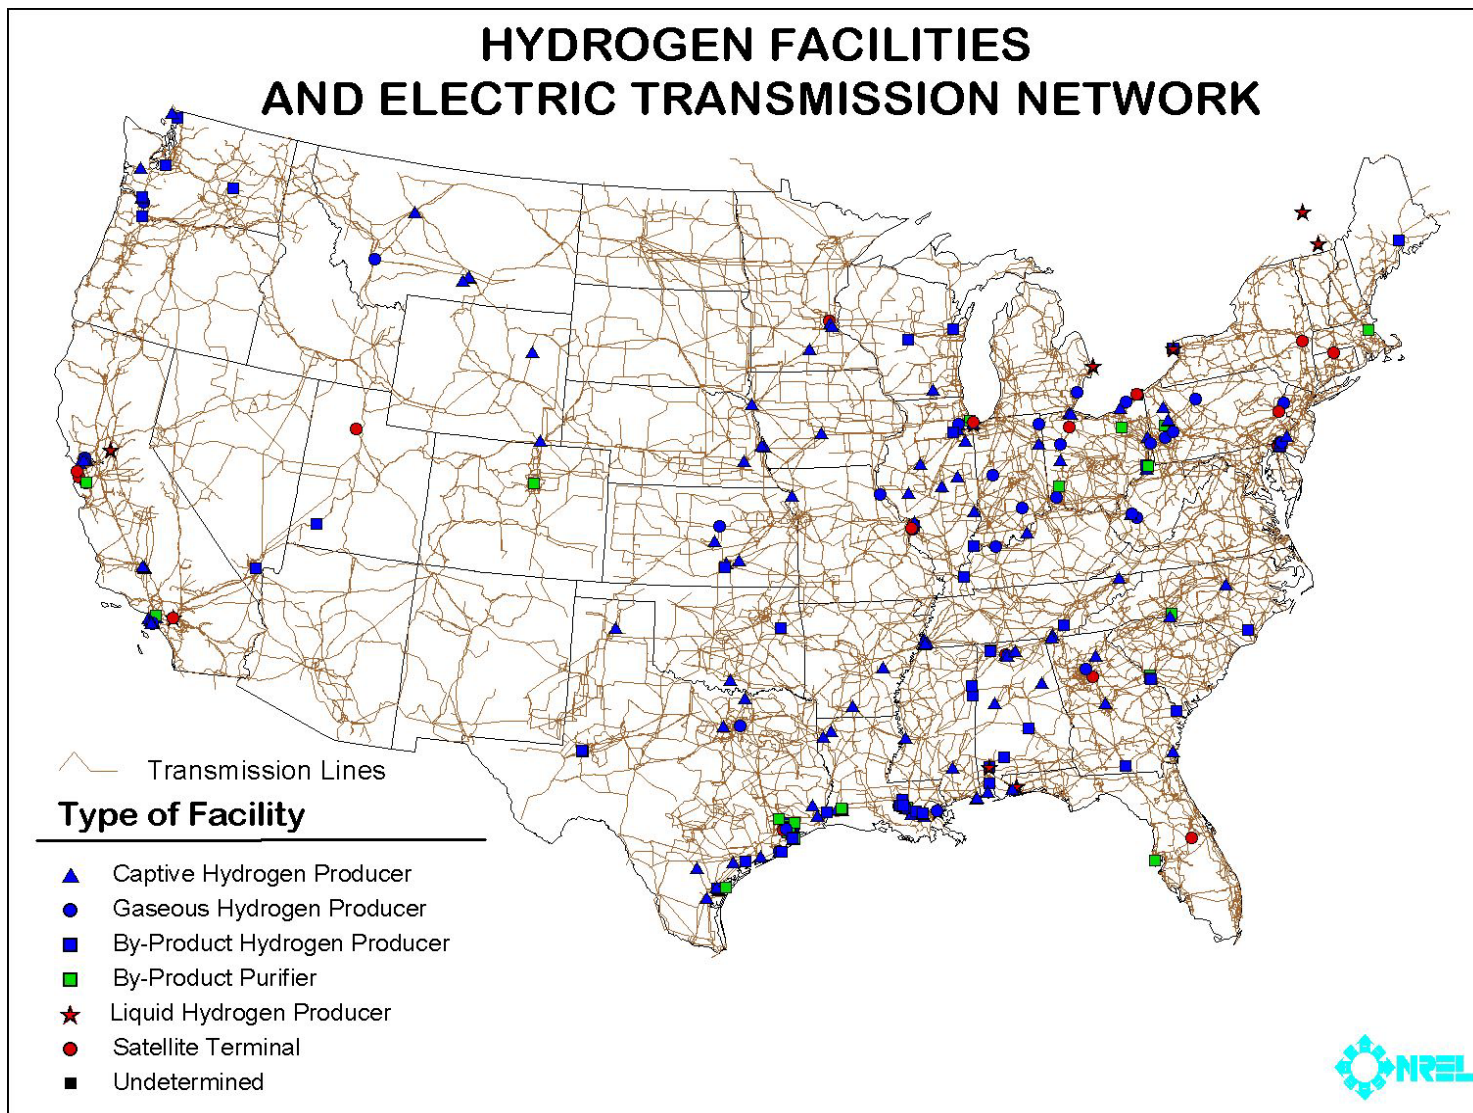 HYDROGEN FACILITIES
AND ELECTRIC TRANSMISSION NETWORK
Transmission Lines
Type of Facility
Captive Hydrogen Producer
Gaseous Hydrogen Producer
By-Product Hydrogen Producer
By-Product Purifier
Liquid Hydrogen Producer
Satellite Terminal
Undetermined
NREL